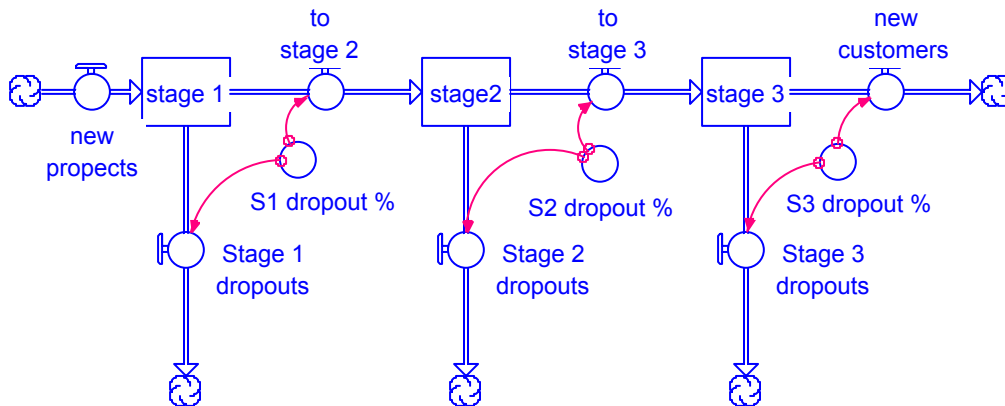 to
stage 2
to
stage 3
new
customers
stage 1
stage2
stage 3
new
propects
S1 dropout %
S2 dropout %
S3 dropout %
Stage 1
dropouts
Stage 2
dropouts
Stage 3
dropouts